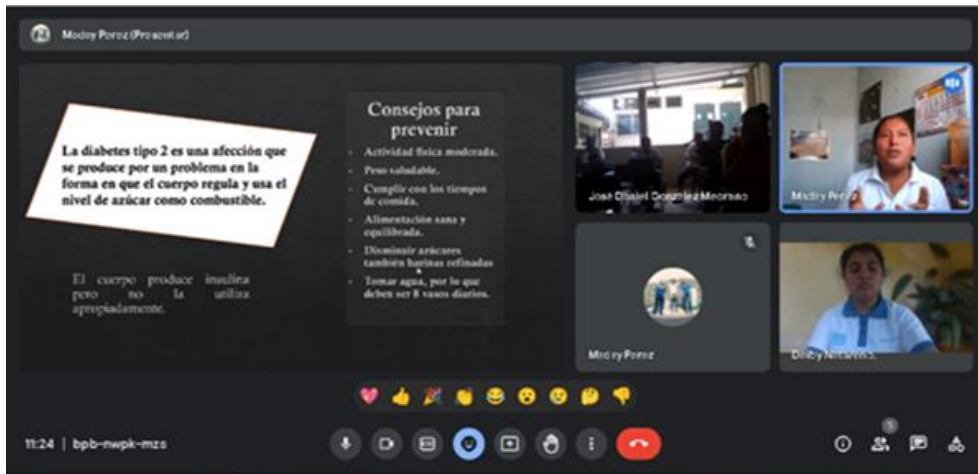 (Presentar)
La diabetes tipo 2 es una afección que
se produce por un problema en la
forma en que el cuerpo regula y usa el
nivel de azúcar como combustible.
El cuerpo produce insulina
pero no la utiliza
apropiadamente.
Consejos para
prevenir
- Actividad física moderada.
- Peso saludable.
- Cumplir con los tiempos
de comida.
- Alimentación sana y
equilibrada.
- Disminuir azúcares
también harinas refinadas
- Tomar agua, por lo que
deben ser 8 vasos diarios.
José Daniel González
Perez
Perez
11:24 | bpb-nwpk-mzs
5